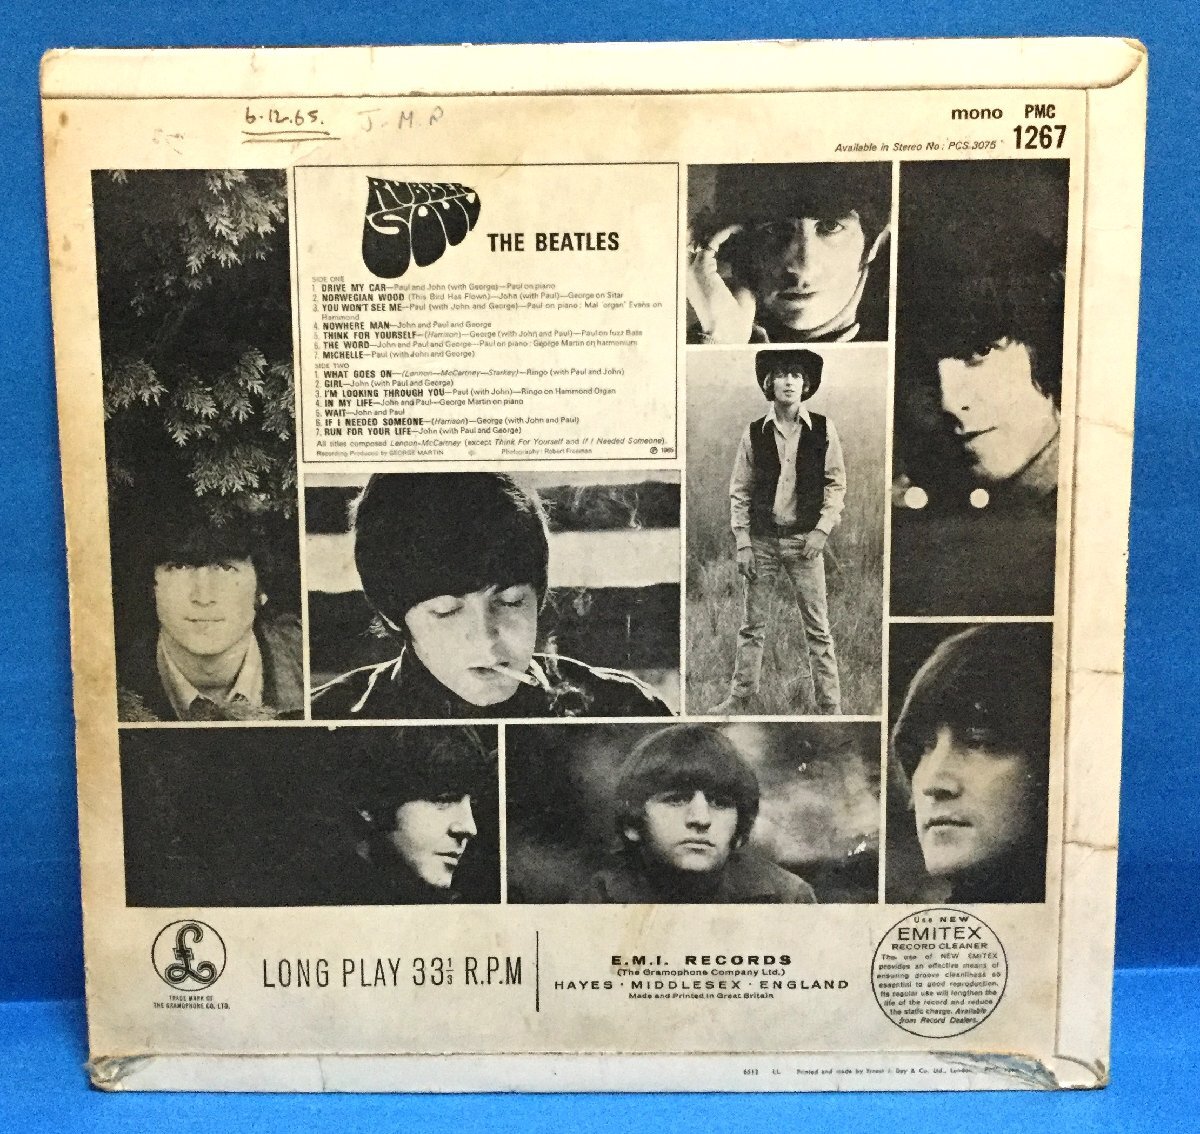 6.12.65. J.M.P
mono PMC
Available in Stereo No: PCS 3075 1267
RUBBER
SOUL
THE BEATLES
SIDE ONE
1. DRIVE MY CAR—Paul and John (with George)—Paul on piano
2. NORWEGIAN WOOD (This Bird Has Flown)—John (with Paul)—George on Sitar
3. YOU WON'T SEE ME—Paul (with John and George)—Paul on piano: Mal 'organ' Evans on
Hammond
4. NOWHERE MAN—John and Paul and George
5. THINK FOR YOURSELF—(Harrison)—George (with John and Paul)—Paul on fuzz Bass
6. THE WORD—John and Paul and George—Paul on piano: George Martin on harmonium
7. MICHELLE—Paul (with John and George)
SIDE TWO
1. WHAT GOES ON—(Lennon—McCartney—Starkey)—Ringo (with Paul and John)
2. GIRL—John (with Paul and George)
3. I'M LOOKING THROUGH YOU—Paul (with John)—Ringo on Hammond Organ
4. IN MY LIFE—John and Paul—George Martin on piano
5. WAIT—John and Paul
6. IF I NEEDED SOMEONE—(Harrison)—George (with John and Paul)
7. RUN FOR YOUR LIFE—John (with Paul and George)
All titles composed Lennon-McCartney (except Think For Yourself and If I Needed Someone).
Recording Produced by GEORGE MARTIN Photography: Robert Freeman ℗ 1965
£
TRADE MARK OF
THE GRAMOPHONE CO. LTD.
LONG PLAY 33⅓ R.P.M
E.M.I. RECORDS
(The Gramophone Company Ltd.)
HAYES · MIDDLESEX · ENGLAND
Made and Printed in Great Britain
Use NEW
EMITEX
RECORD CLEANER
The use of NEW EMITEX
provides an effective means of
ensuring groove cleanliness so
essential to good reproduction.
Its regular use will lengthen the
life of the record and reduce
the static charge. Available
from Record Dealers.
6512 LL Printed and made by Ernest J. Day & Co. Ltd., London